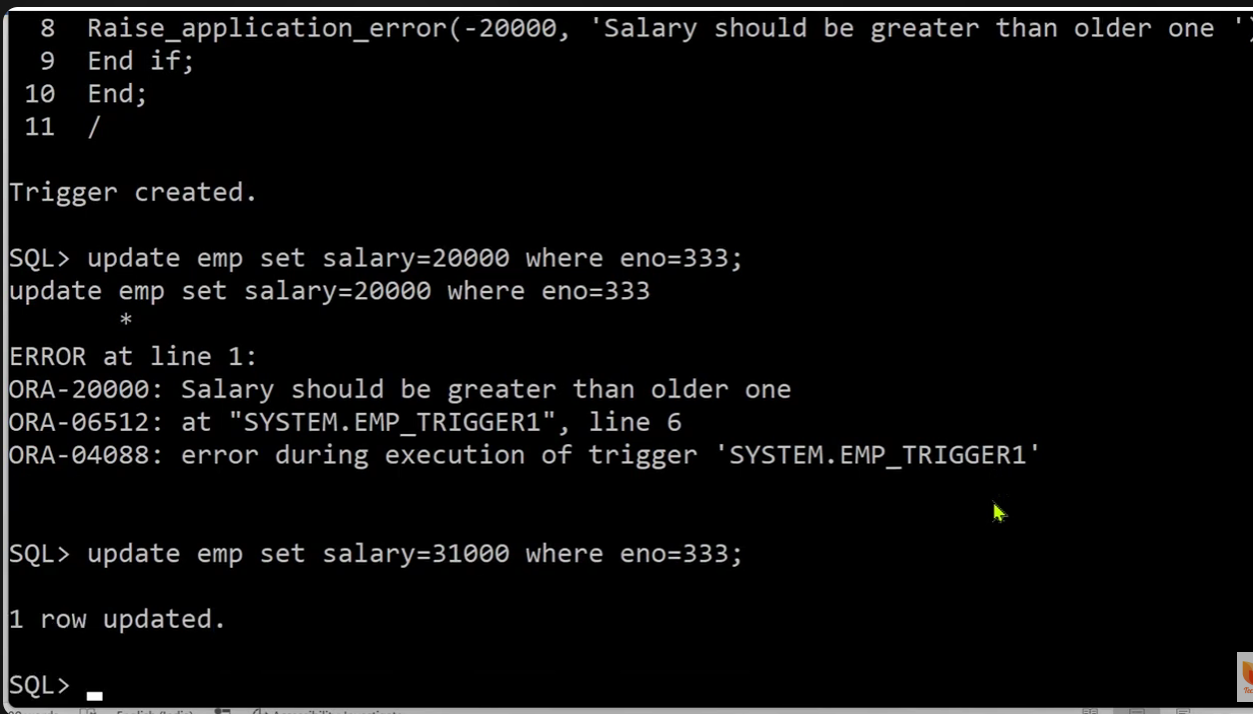 8 Raise_application_error(-20000, 'Salary should be greater than older one ')
9 End if;
10 End;
11 /
Trigger created.
SQL> update emp set salary=20000 where eno=333;
update emp set salary=20000 where eno=333
*
ERROR at line 1:
ORA-20000: Salary should be greater than older one
ORA-06512: at "SYSTEM.EMP_TRIGGER1", line 6
ORA-04088: error during execution of trigger 'SYSTEM.EMP_TRIGGER1'
SQL> update emp set salary=31000 where eno=333;
1 row updated.
SQL>